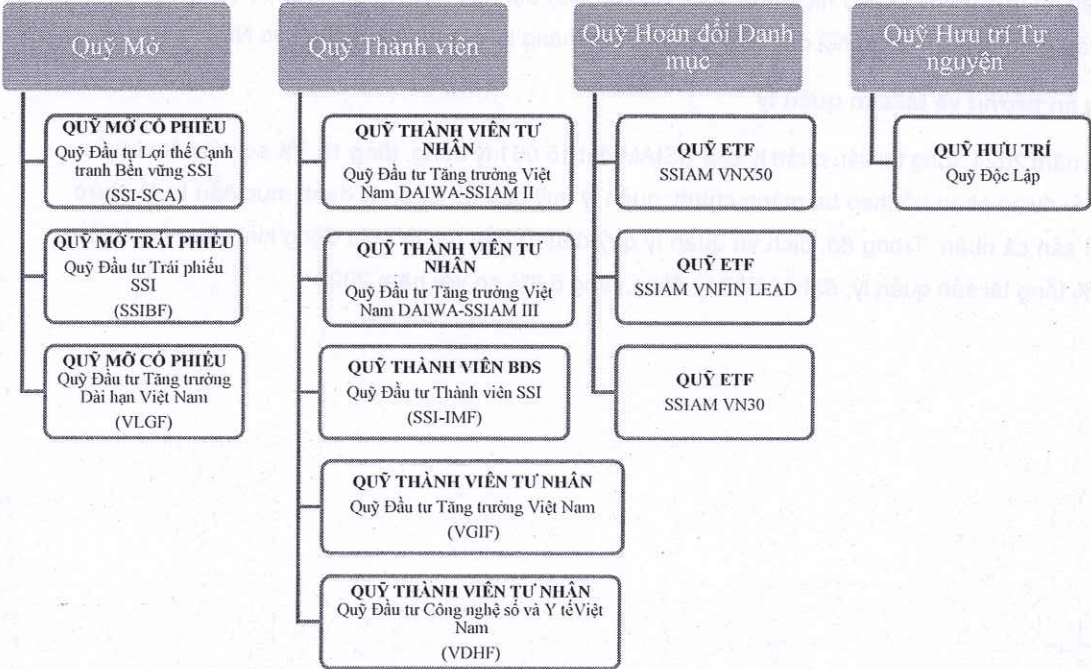 Quỹ Mở
QUỸ MỞ CỔ PHIẾU
Quỹ Đầu tư Lợi thế Cạnh
tranh Bền vững SSI
(SSI-SCA)
QUỸ MỞ TRÁI PHIẾU
Quỹ Đầu tư Trái phiếu
SSI
(SSIBF)
QUỸ MỞ CỔ PHIẾU
Quỹ Đầu tư Tăng trưởng
Dài hạn Việt Nam
(VLGF)
Quỹ Thành viên
QUỸ THÀNH VIÊN TƯ
NHÂN
Quỹ Đầu tư Tăng trưởng Việt
Nam DAIWA-SSIAM II
QUỸ THÀNH VIÊN TƯ
NHÂN
Quỹ Đầu tư Tăng trưởng Việt
Nam DAIWA-SSIAM III
QUỸ THÀNH VIÊN BĐS
Quỹ Đầu tư Thành viên SSI
(SSI-IMF)
QUỸ THÀNH VIÊN TƯ NHÂN
Quỹ Đầu tư Tăng trưởng Việt Nam
(VGIF)
QUỸ THÀNH VIÊN TƯ NHÂN
Quỹ Đầu tư Công nghệ số và Y tếViệt
Nam
(VDHF)
Quỹ Hoán đổi Danh
mục
QUỸ ETF
SSIAM VNX50
QUỸ ETF
SSIAM VNFIN LEAD
QUỸ ETF
SSIAM VN30
Quỹ Hưu trí Tự
nguyện
QUỸ HƯU TRÍ
Quỹ Độc Lập